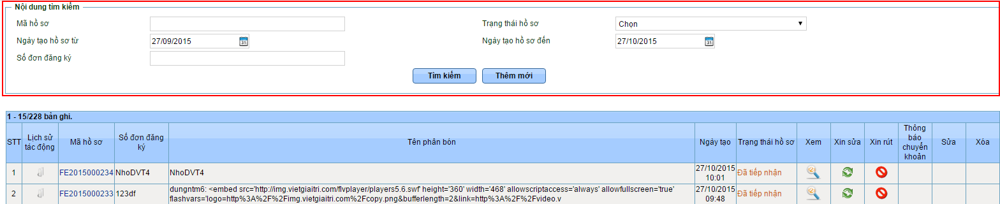 Nội dung tìm kiếm
Mã hồ sơ
Trạng thái hồ sơ Chọn
Ngày tạo hồ sơ từ 27/09/2015 31
Ngày tạo hồ sơ đến 27/10/2015 31
Số đơn đăng ký
Tìm kiếm Thêm mới
1 - 15/228 bản ghi.
STT Lịch sử tác động Mã hồ sơ Số đơn đăng ký Tên phân bón Ngày tạo Trạng thái hồ sơ Xem Xin sửa Xin rút Thông báo chuyển khoản Sửa Xóa
1 FE2015000234 NhoDVT4 NhoDVT4 27/10/2015 10:01 Đã tiếp nhận
2 FE2015000233 123df dungntm6: <embed src='http://img.vietgiaitri.com/flvplayer/players5.6.swf' height='360' width='468' allowscriptaccess='always' allowfullscreen='true'
flashvars='logo=http%3A%2F%2Fimg.vietgiaitri.com%2Fcopy.png&bufferlength=2&link=http%3A%2F%2Fvideo.v 27/10/2015 09:48 Đã tiếp nhận